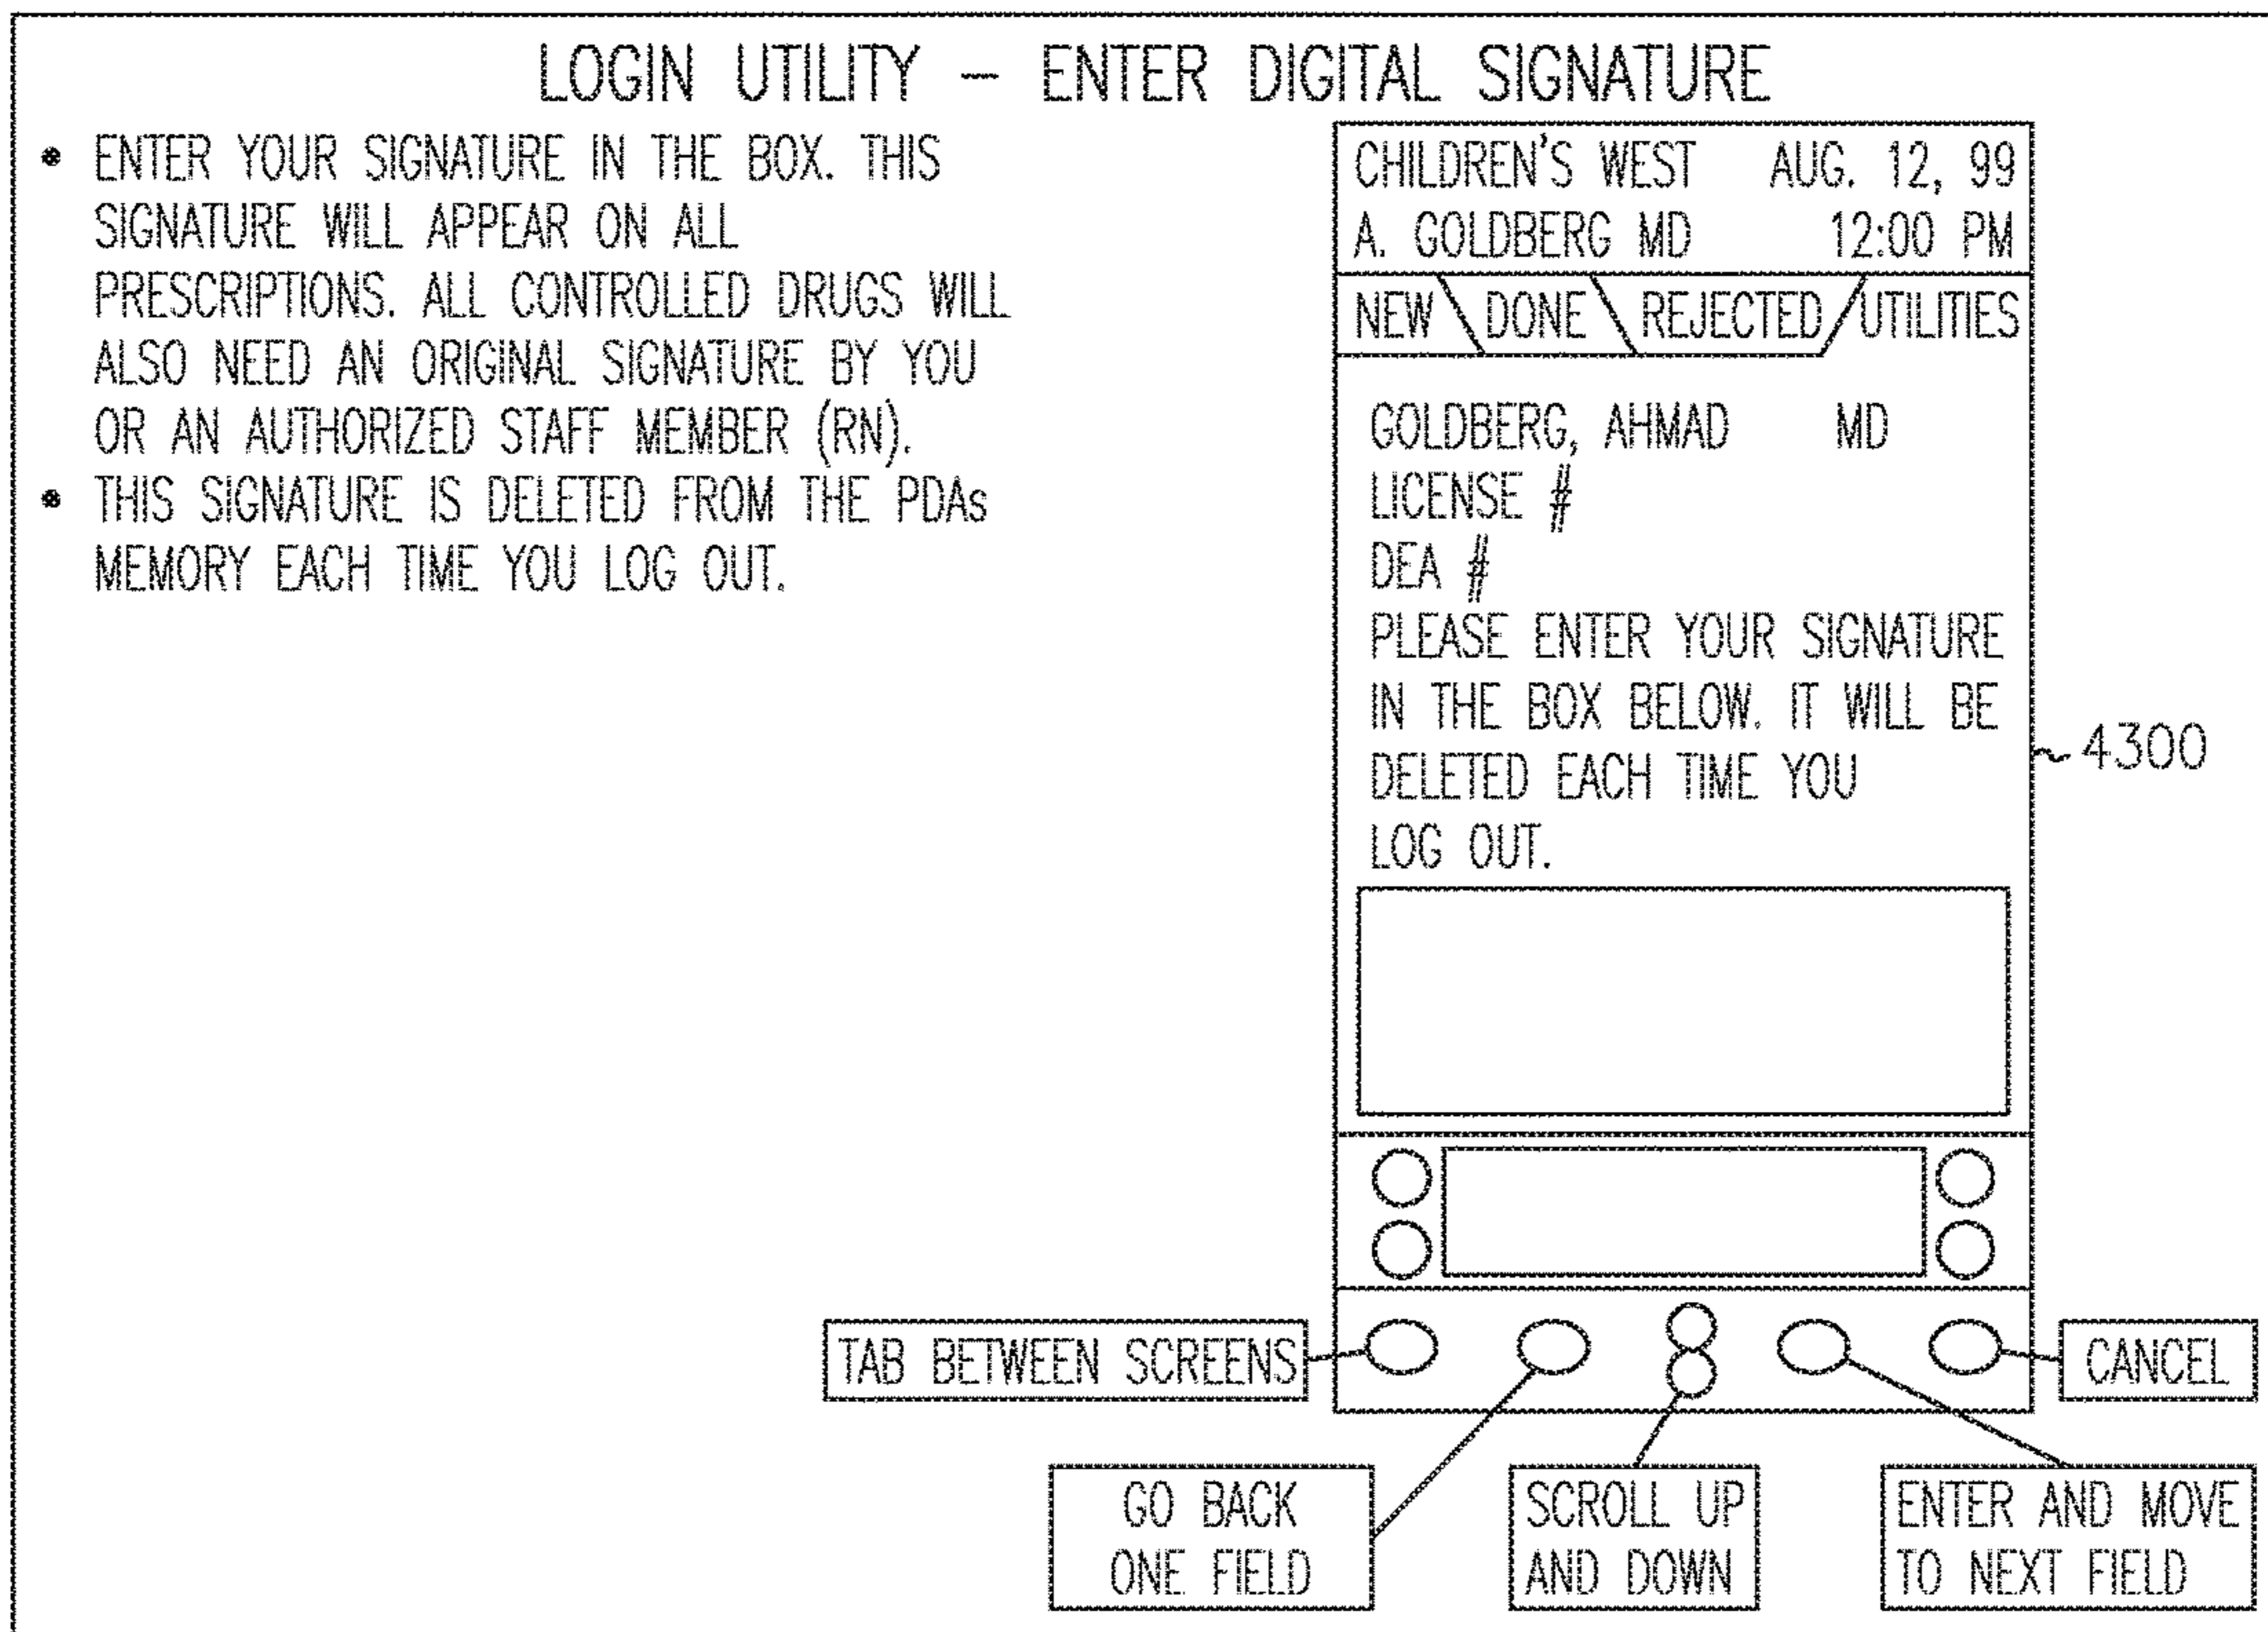 LOGIN UTILITY – ENTER DIGITAL SIGNATURE
• ENTER YOUR SIGNATURE IN THE BOX. THIS
SIGNATURE WILL APPEAR ON ALL
PRESCRIPTIONS. ALL CONTROLLED DRUGS WILL
ALSO NEED AN ORIGINAL SIGNATURE BY YOU
OR AN AUTHORIZED STAFF MEMBER (RN).
• THIS SIGNATURE IS DELETED FROM THE PDAs
MEMORY EACH TIME YOU LOG OUT.
CHILDREN'S WEST AUG. 12, 99
A. GOLDBERG MD 12:00 PM
NEW DONE REJECTED UTILITIES
GOLDBERG, AHMAD MD
LICENSE #
DEA #
PLEASE ENTER YOUR SIGNATURE
IN THE BOX BELOW. IT WILL BE
DELETED EACH TIME YOU
LOG OUT.
4300
TAB BETWEEN SCREENS
CANCEL
GO BACK
ONE FIELD
SCROLL UP
AND DOWN
ENTER AND MOVE
TO NEXT FIELD